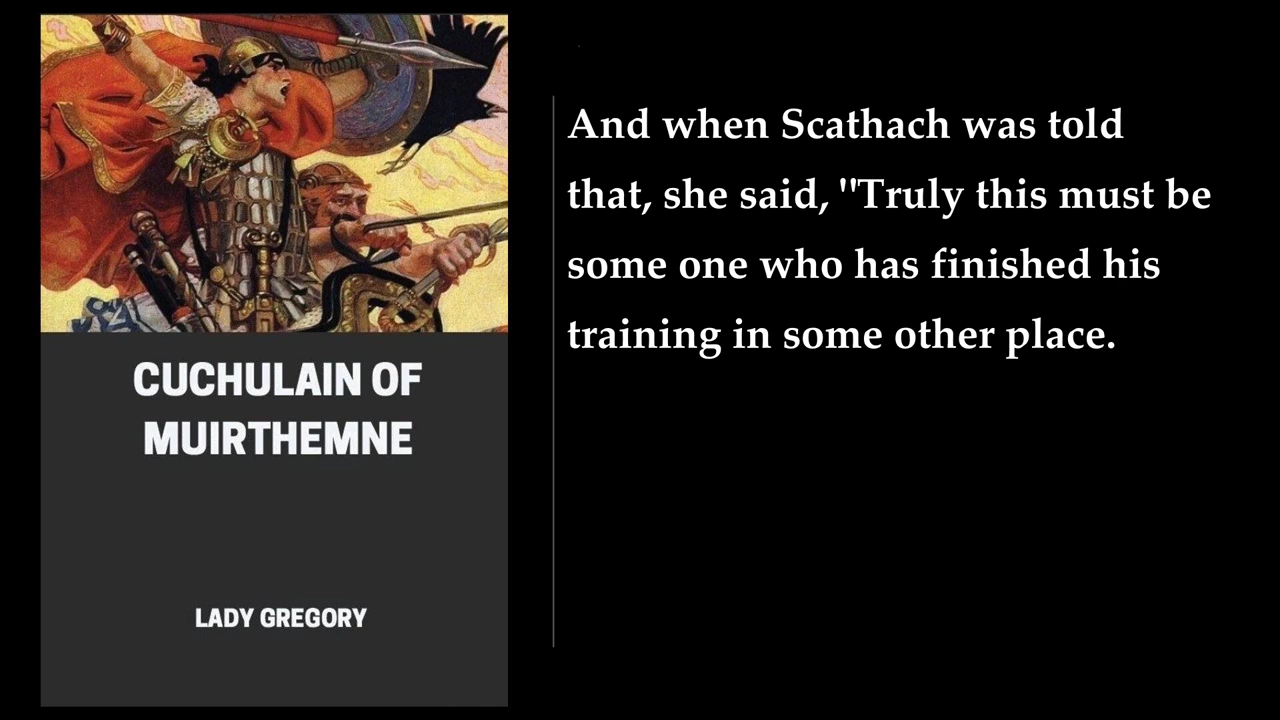 CUCHULAIN OF
MUIRTHEMNE
LADY GREGORY
And when Scathach was told
that, she said, "Truly this must be
some one who has finished his
training in some other place.